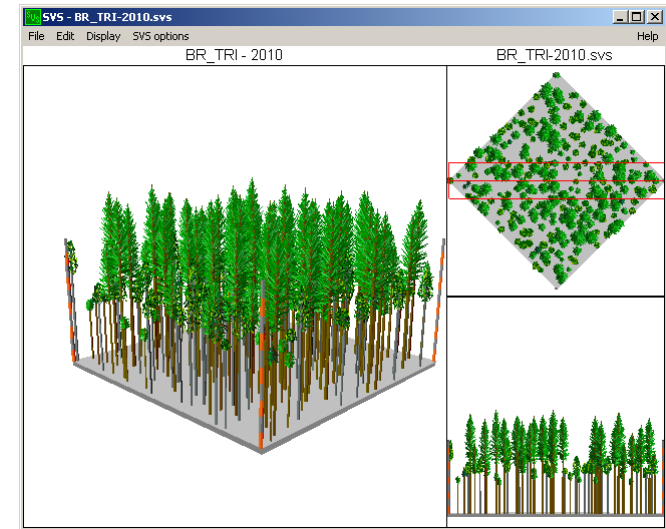 SVS - BR_TRI-2010.svs
File Edit Display SVS options Help
BR_TRI - 2010
BR_TRI-2010.svs